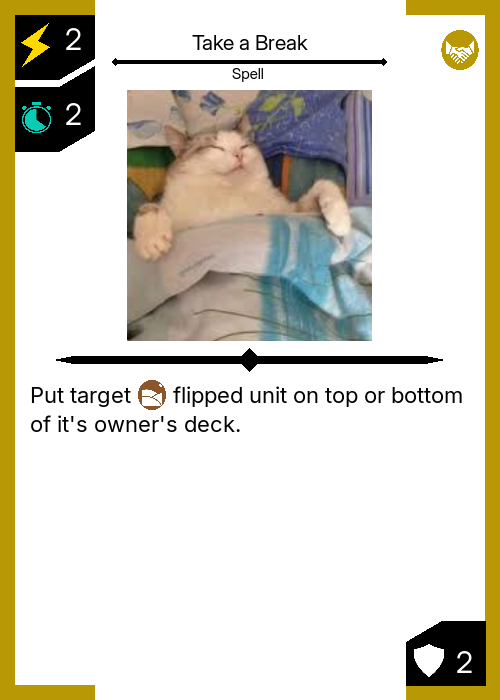 2
Take a Break
Spell
2
Put target flipped unit on top or bottom
of it's owner's deck.
2